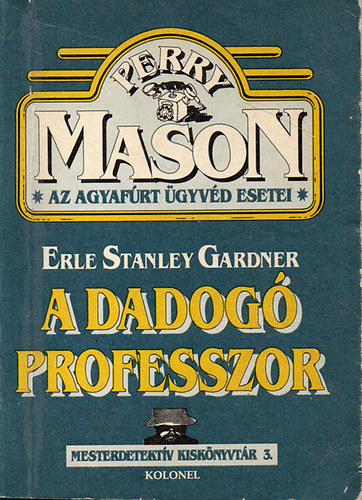 PERRY
MASON
* AZ AGYAFÚRT ÜGYVÉD ESETEI *
ERLE STANLEY GARDNER
A DADOGÓ
PROFESSZOR
MESTERDETEKTÍV KISKÖNYVTÁR 3.
KOLONEL